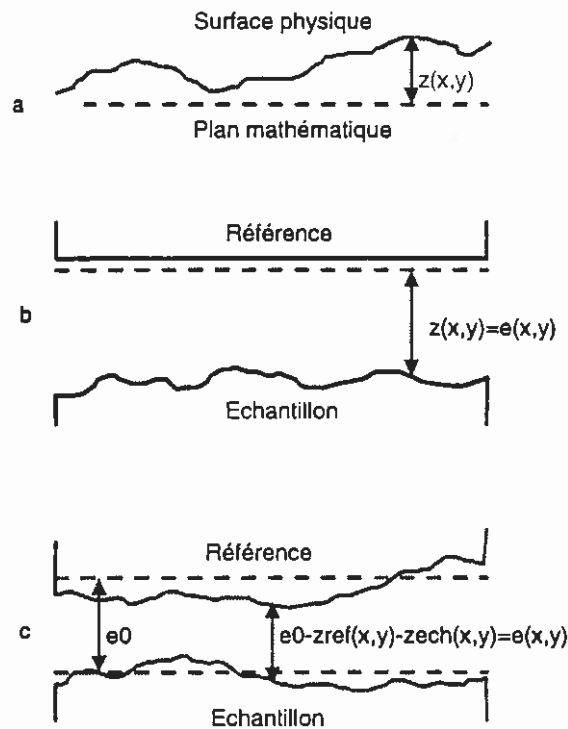 Surface physique
z(x,y)
a
Plan mathématique
Référence
b
z(x,y)=e(x,y)
Echantillon
Référence
c
e0
e0-zref(x,y)-zech(x,y)=e(x,y)
Echantillon